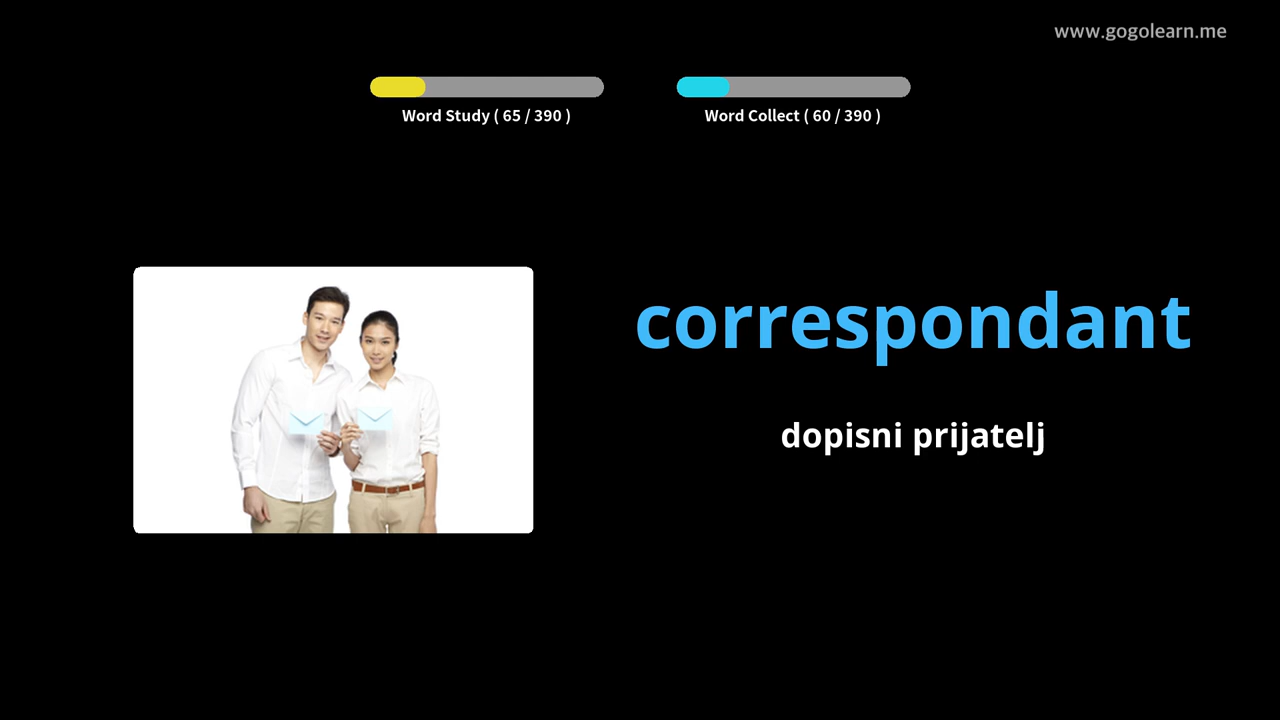 www.gogolearn.me
Word Study ( 65 / 390 )
Word Collect ( 60 / 390 )
correspondant
dopisni prijatelj